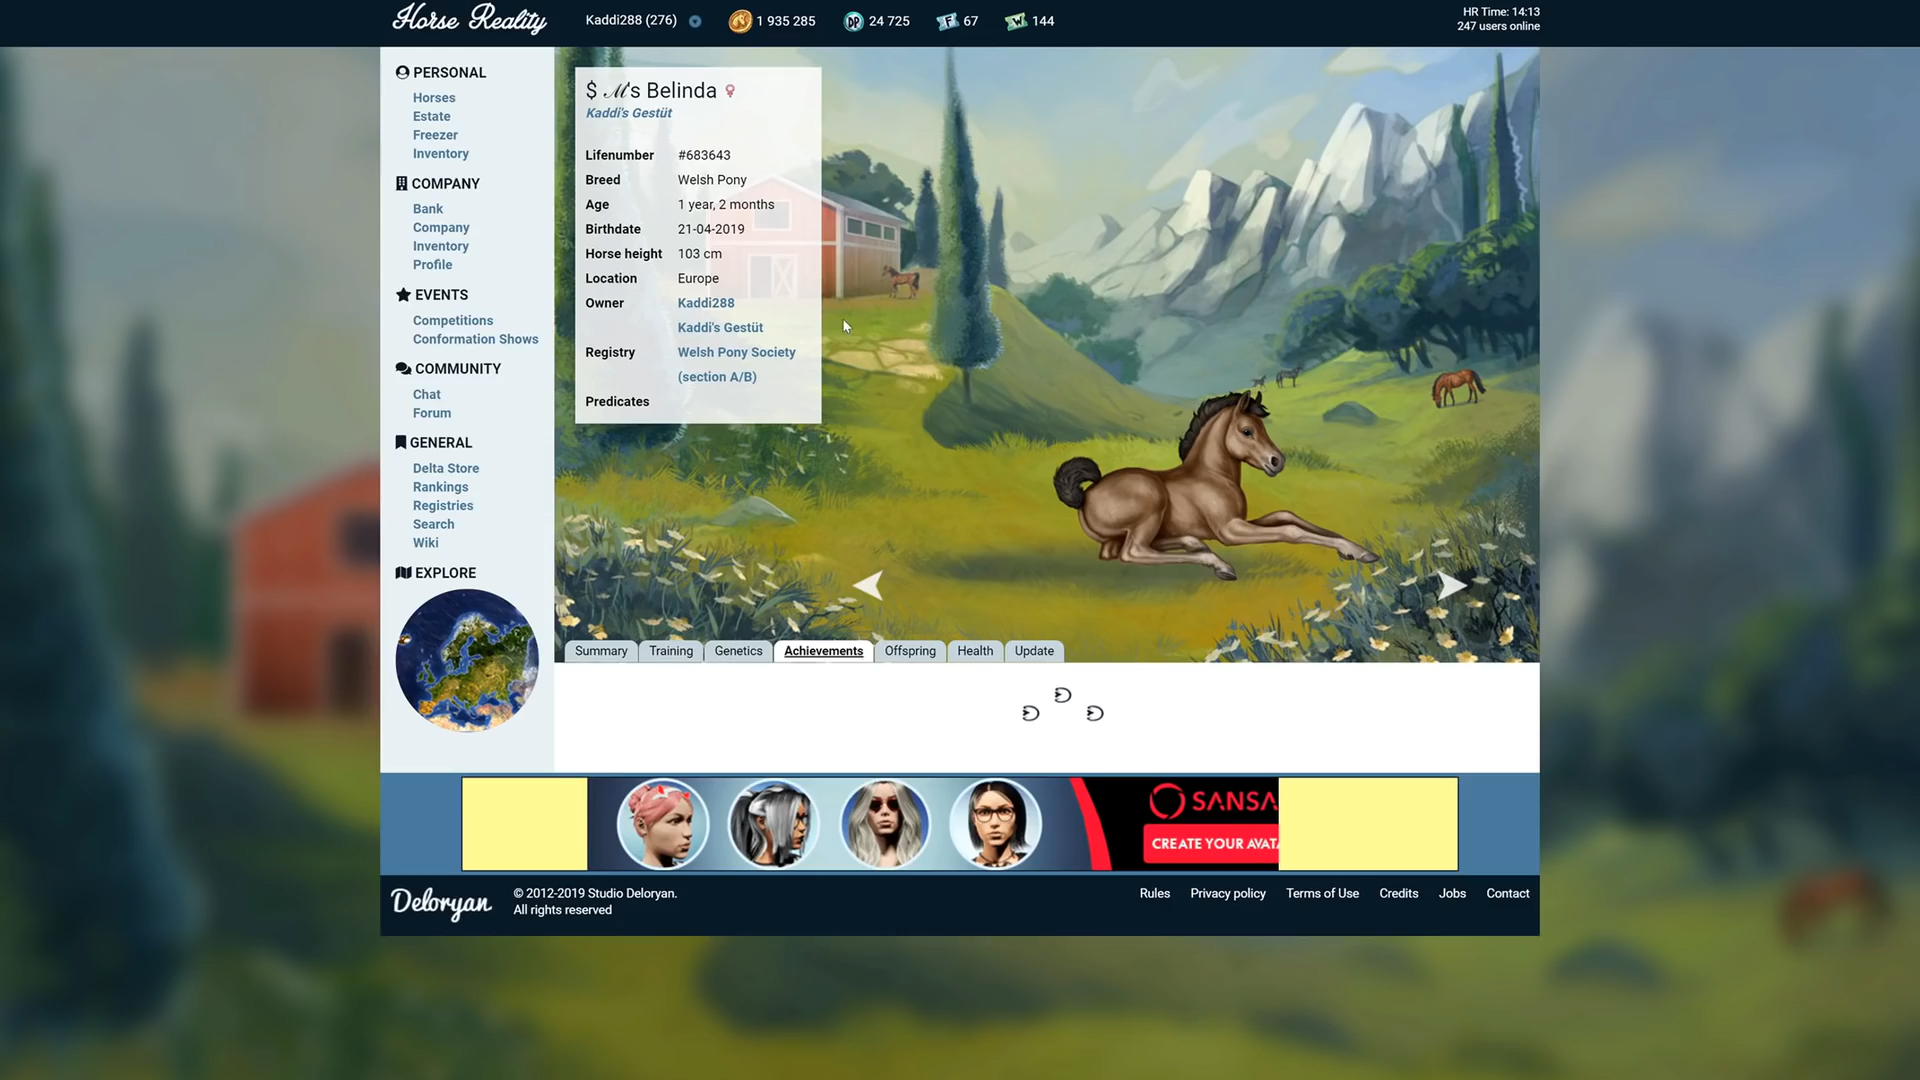 Horse Reality
Kaddi288 (276)
1 935 285
DP
24 725
F
67
W
144
HR Time: 14:13
247 users online
PERSONAL
Horses
Estate
Freezer
Inventory
COMPANY
Bank
Company
Inventory
Profile
EVENTS
Competitions
Conformation Shows
COMMUNITY
Chat
Forum
GENERAL
Delta Store
Rankings
Registries
Search
Wiki
EXPLORE
$ ℳ's Belinda ♀
Kaddi's Gestüt
Lifenumber #683643
Breed Welsh Pony
Age 1 year, 2 months
Birthdate 21-04-2019
Horse height 103 cm
Location Europe
Owner Kaddi288
Kaddi's Gestüt
Registry Welsh Pony Society
(section A/B)
Predicates
Summary Training Genetics Achievements Offspring Health Update
SANSA
CREATE YOUR AVATA
Deloryan
© 2012-2019 Studio Deloryan.
All rights reserved
Rules Privacy policy Terms of Use Credits Jobs Contact